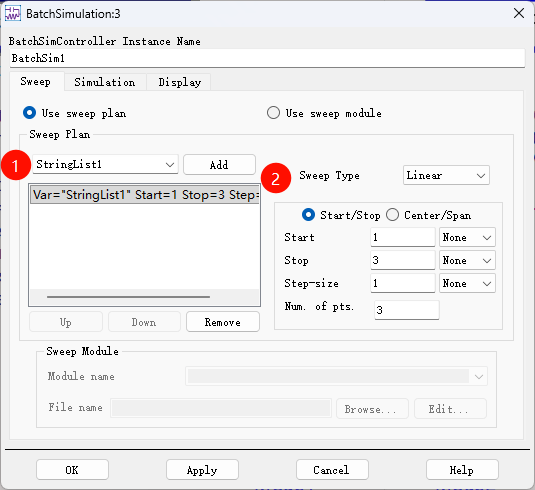 BatchSimulation:3
BatchSimController Instance Name
BatchSim1
Sweep Simulation Display
Use sweep plan Use sweep module
Sweep Plan
1 StringList1 Add
2 Sweep Type Linear
Var="StringList1" Start=1 Stop=3 Step=
Start/Stop Center/Span
Start 1 None
Stop 3 None
Step-size 1 None
Num. of pts. 3
Up Down Remove
Sweep Module
Module name
File name Browse... Edit...
OK Apply Cancel Help